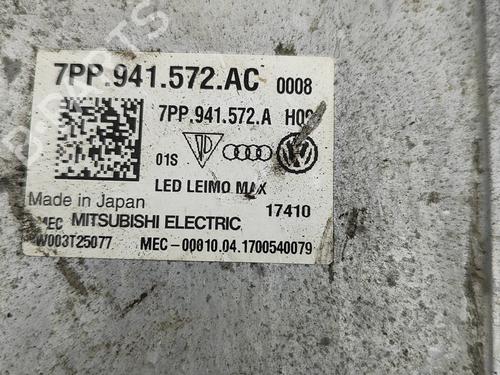 7PP.941.572.AC 0008
7PP.941.572.A
01S
LED LEIMO MAX
Made in Japan 17410
MEC MITSUBISHI ELECTRIC
W003T25077 MEC-00810.04.1700540079